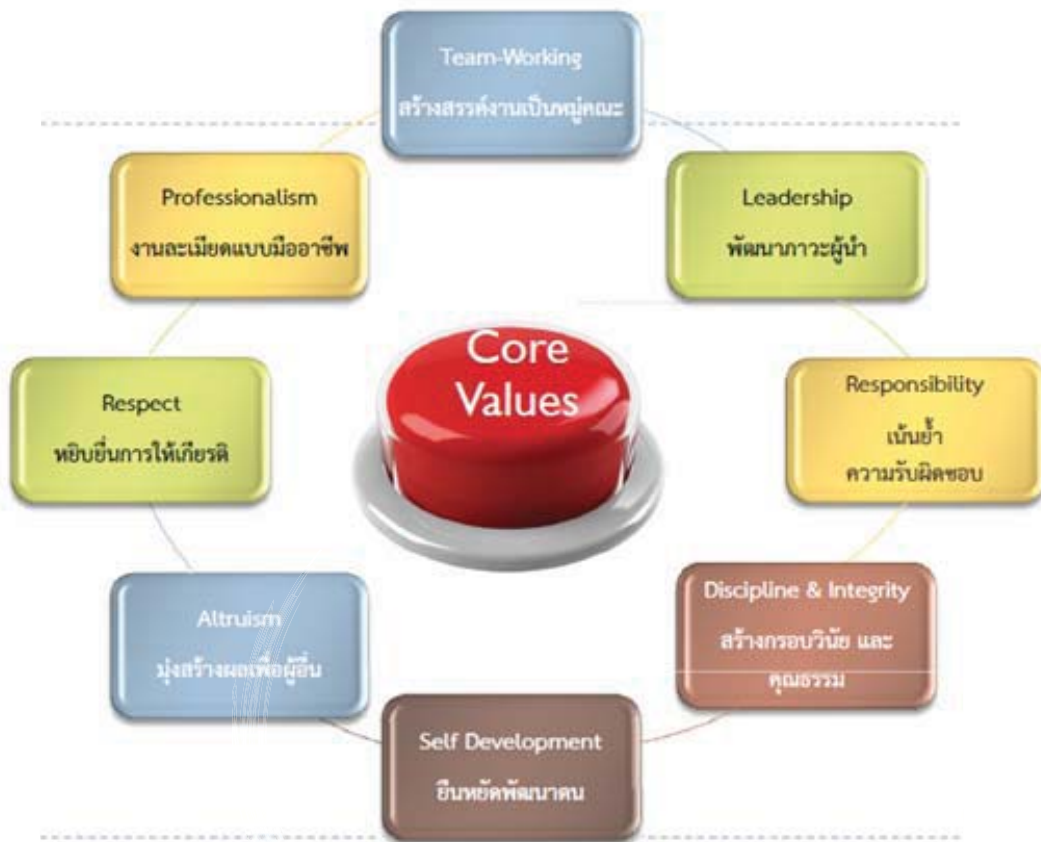 Team-Working
สร้างสรรค์งานเป็นหมู่คณะ
Professionalism
งานละเมียดแบบมืออาชีพ
Leadership
พัฒนาภาวะผู้นำ
Core
Values
Respect
หยิบยื่นการให้เกียรติ
Responsibility
เน้นย้ำ
ความรับผิดชอบ
Altruism
มุ่งสร้างผลเพื่อผู้อื่น
Discipline & Integrity
สร้างกรอบวินัย และ
คุณธรรม
Self Development
ยืนหยัดพัฒนาตน